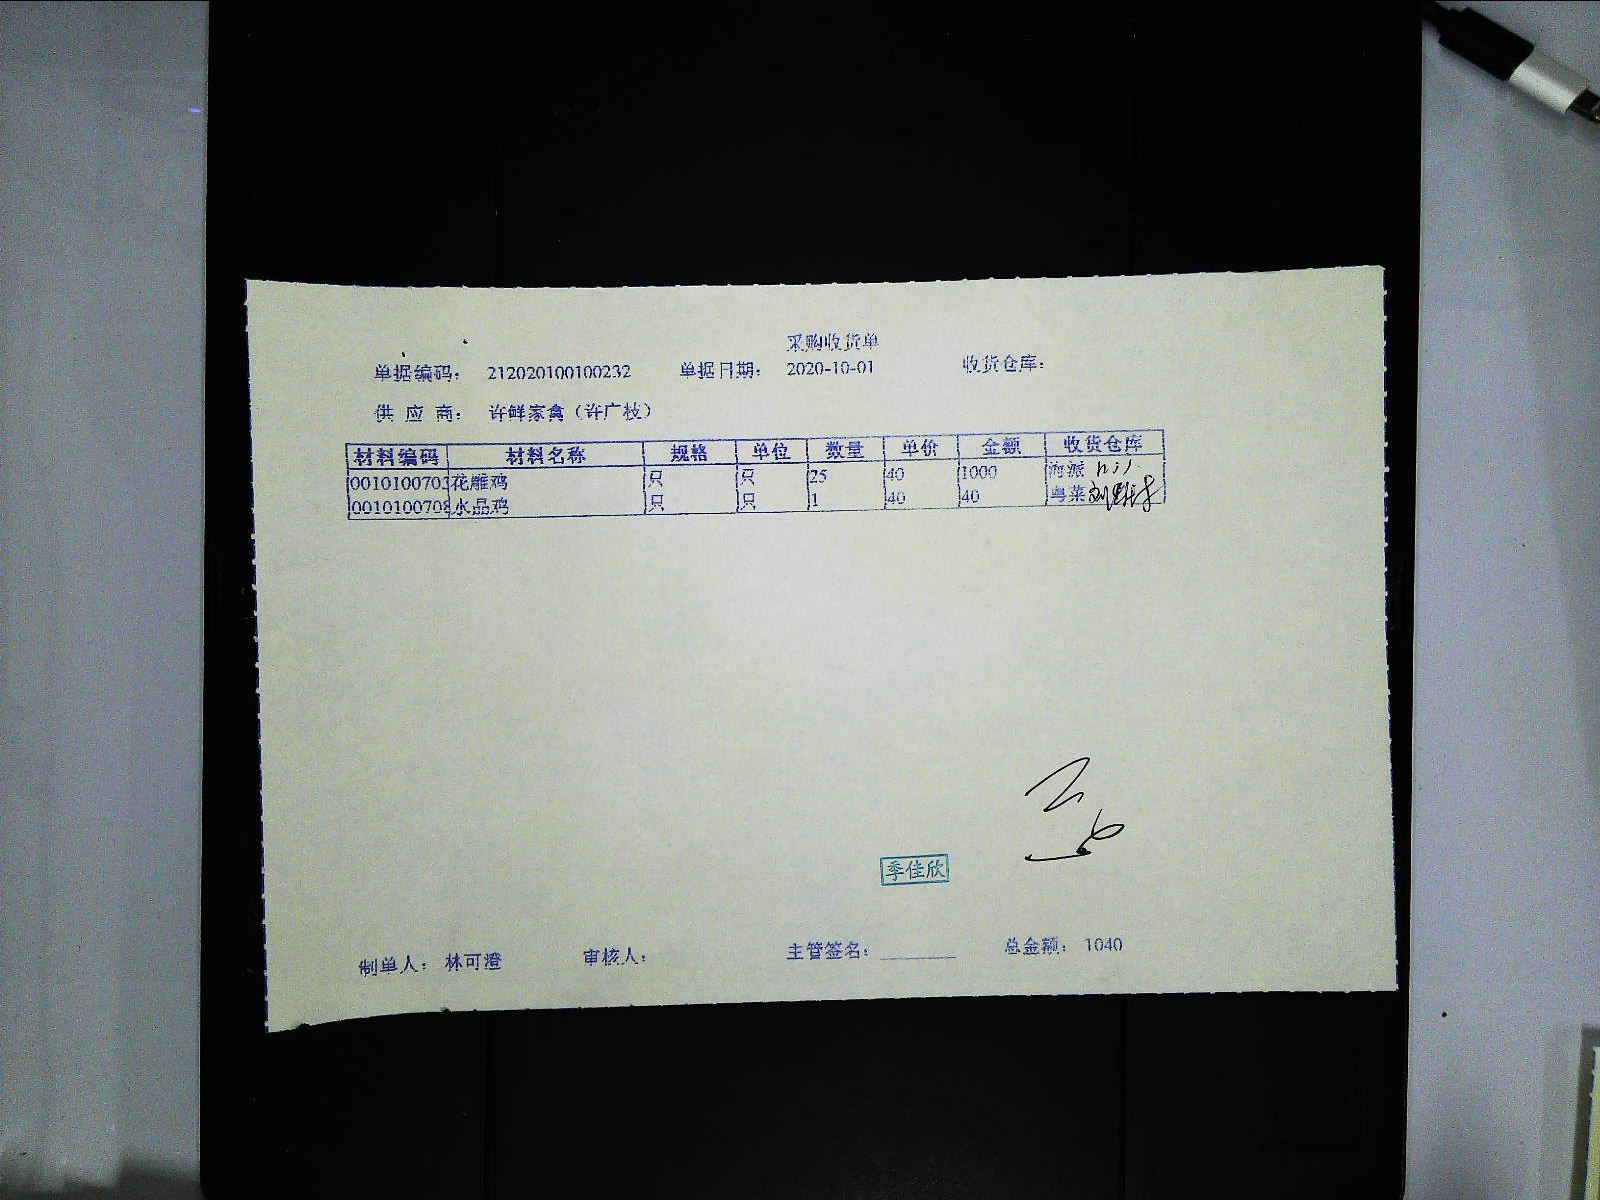 采购收货单
单据编码： 212020100100232 单据日期： 2020-10-01 收货仓库：
供 应 商： 许鲜家禽（许广枝）
材料编码 材料名称 规格 单位 数量 单价 金额 收货仓库
0010100703 花雕鸡 只 只 25 40 1000 海派
0010100708 水晶鸡 只 只 1 40 40 粤菜
季佳欣
制单人： 林可澄 审核人： 主管签名： 总金额： 1040